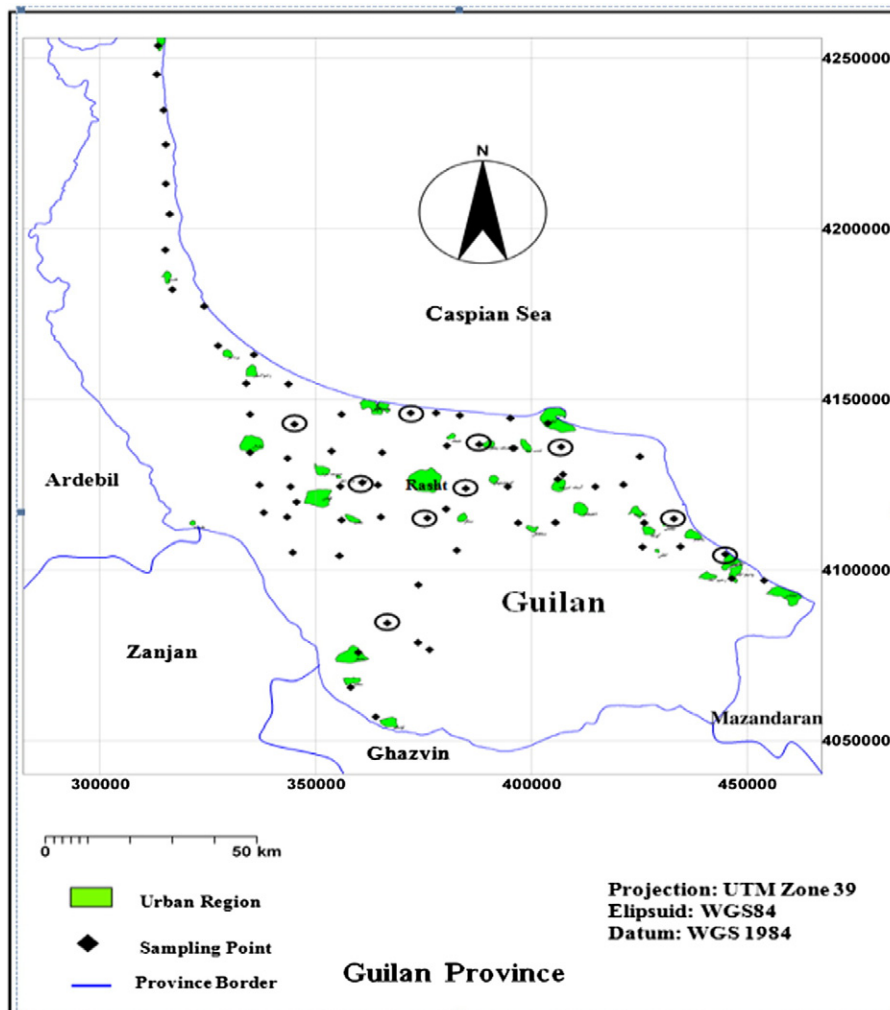 4250000
N
4200000
Caspian Sea
4150000
Ardebil
Rasht
4100000
Guilan
Zanjan
Mazandaran
4050000
Ghazvin
300000 350000 400000 450000
0 50 km
Urban Region
Sampling Point
Province Border
Projection: UTM Zone 39
Elipsuid: WGS84
Datum: WGS 1984
Guilan Province